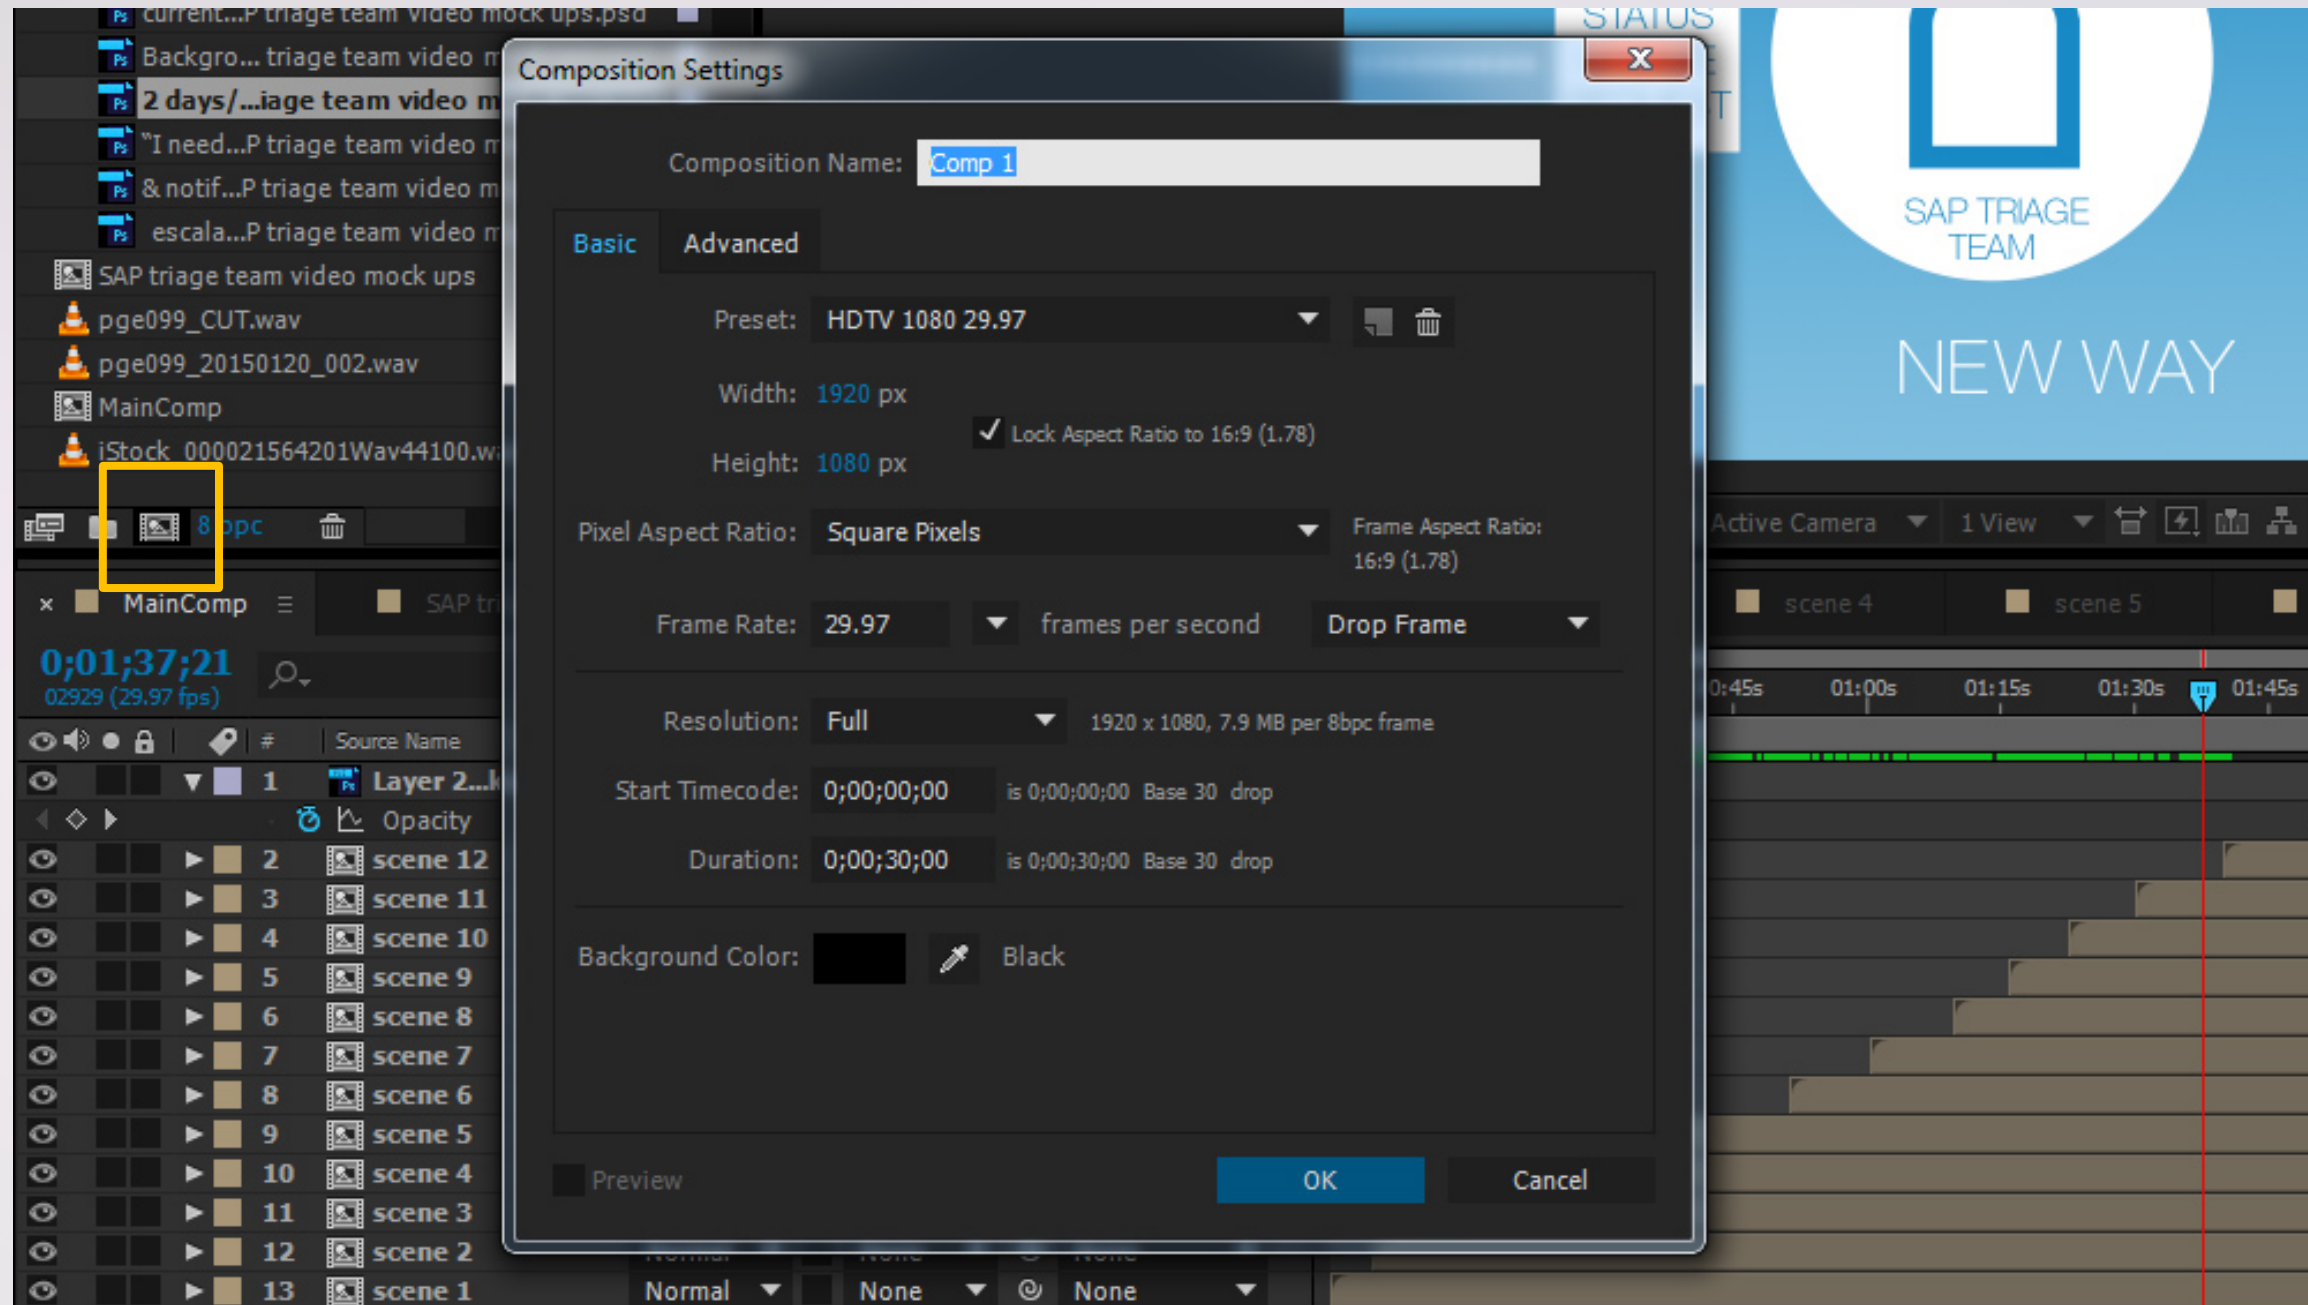 current...P triage team video mock ups.psd
Backgro... triage team video m
2 days/...iage team video m
"I need...P triage team video m
& notif...P triage team video m
escala...P triage team video m
SAP triage team video mock ups
pge099_CUT.wav
pge099_20150120_002.wav
MainComp
iStock_000021564201Wav44100.wa
8 bpc
Composition Settings
Composition Name: Comp 1
Basic Advanced
Preset: HDTV 1080 29.97
Width: 1920 px
Lock Aspect Ratio to 16:9 (1.78)
Height: 1080 px
Pixel Aspect Ratio: Square Pixels
Frame Aspect Ratio:
16:9 (1.78)
Frame Rate: 29.97 frames per second Drop Frame
Resolution: Full 1920 x 1080, 7.9 MB per 8bpc frame
Start Timecode: 0;00;00;00 is 0;00;00;00 Base 30 drop
Duration: 0;00;30;00 is 0;00;30;00 Base 30 drop
Background Color: Black
Preview OK Cancel
STATUS
SAP TRIAGE
TEAM
NEW WAY
Active Camera 1 View
MainComp SAP tri scene 4 scene 5
0;01;37;21
02929 (29.97 fps)
0:45s 01:00s 01:15s 01:30s 01:45s
# Source Name
1 Layer 2...k
Opacity
2 scene 12
3 scene 11
4 scene 10
5 scene 9
6 scene 8
7 scene 7
8 scene 6
9 scene 5
10 scene 4
11 scene 3
12 scene 2
13 scene 1 Normal None None